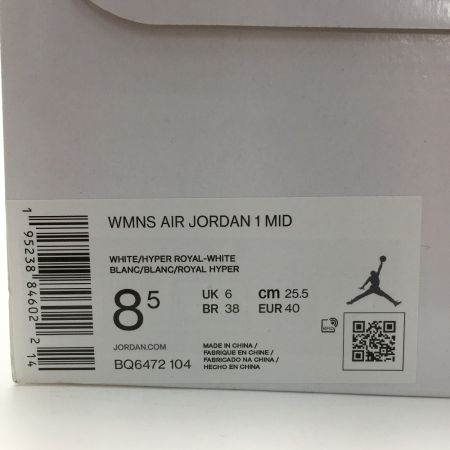 WMNS AIR JORDAN 1 MID
WHITE/HYPER ROYAL-WHITE
BLANC/BLANC/ROYAL HYPER
8 5 UK 6 cm 25.5
BR 38 EUR 40
JORDAN.COM
BQ6472 104
MADE IN CHINA /
FABRIQUE EN CHINE /
FABRICADO NA CHINA /
HECHO EN CHINA
1 95238 84602 2 14